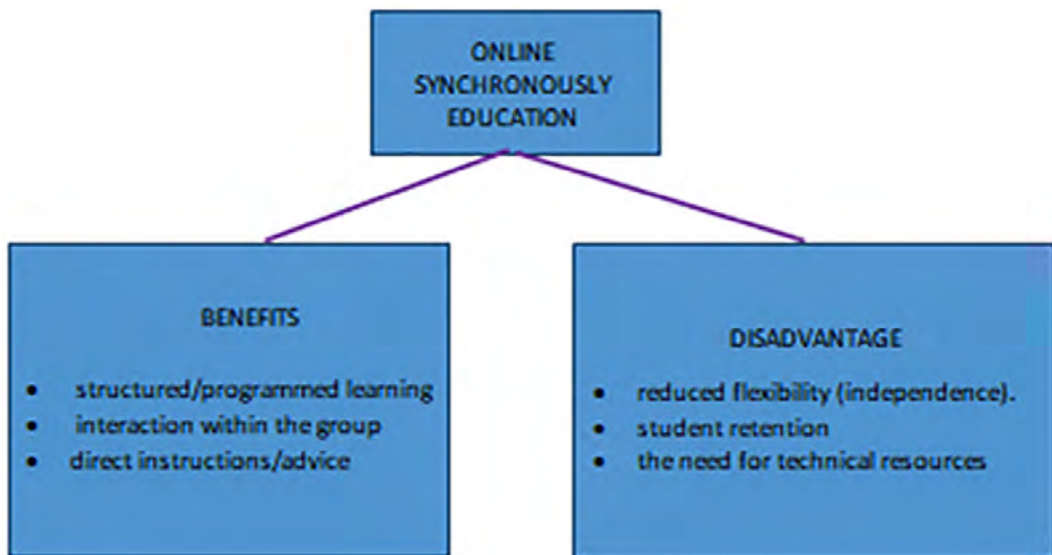 ONLINE
SYNCHRONOUSLY
EDUCATION
BENEFITS
• structured/programmed learning
• interaction within the group
• direct instructions/advice
DISADVANTAGE
• reduced flexibility (independence).
• student retention
• the need for technical resources